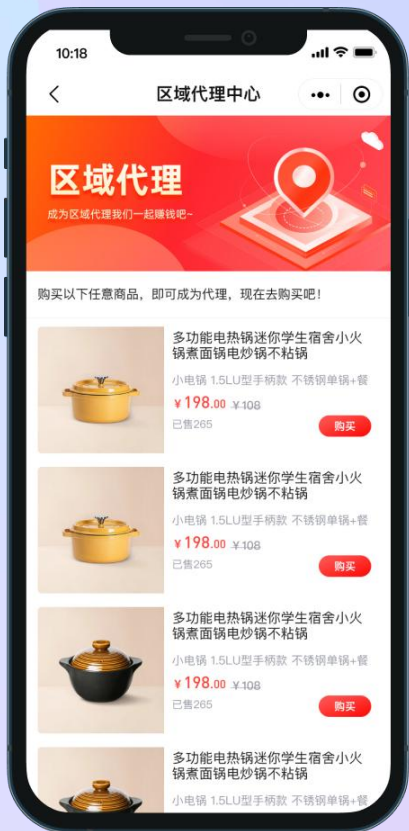 10:18
区域代理中心
区域代理
成为区域代理我们一起赚钱吧~
购买以下任意商品，即可成为代理，现在去购买吧！
多功能电热锅迷你学生宿舍小火
锅煮面锅电炒锅不粘锅
小电锅 1.5LU型手柄款 不锈钢单锅+餐
¥198.00 ¥108
已售265
购买
多功能电热锅迷你学生宿舍小火
锅煮面锅电炒锅不粘锅
小电锅 1.5LU型手柄款 不锈钢单锅+餐
¥198.00 ¥108
已售265
购买
多功能电热锅迷你学生宿舍小火
锅煮面锅电炒锅不粘锅
小电锅 1.5LU型手柄款 不锈钢单锅+餐
¥198.00 ¥108
已售265
购买
多功能电热锅迷你学生宿舍小火
锅煮面锅电炒锅不粘锅
小电锅 1.5LU型手柄款 不锈钢单锅+餐